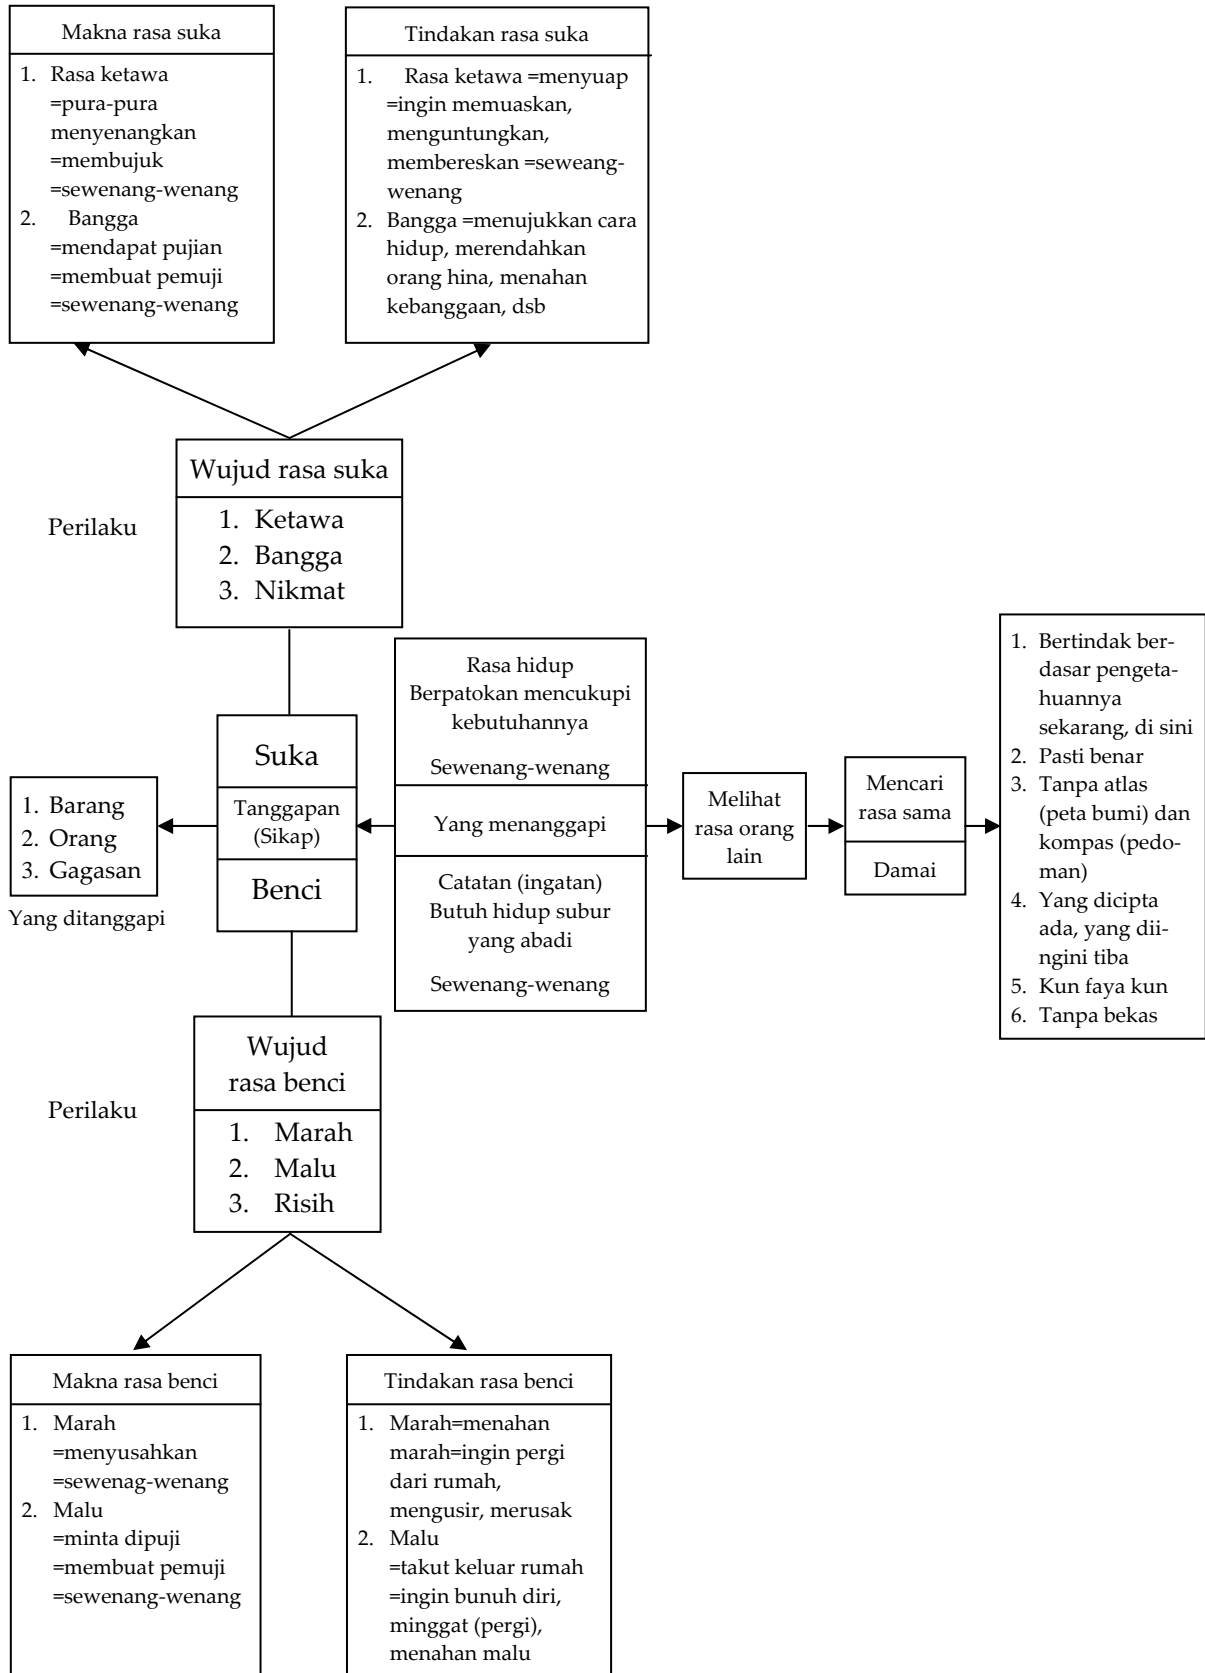 Makna rasa suka
1. Rasa ketawa
=pura-pura
menyenangkan
=membujuk
=sewenang-wenang
2. Bangga
=mendapat pujian
=membuat pemuji
=sewenang-wenang
Tindakan rasa suka
1. Rasa ketawa =menyuap
=ingin memuaskan,
menguntungkan,
membereskan =seweang-
wenang
2. Bangga =menujukkan cara
hidup, merendahkan
orang hina, menahan
kebanggaan, dsb
Wujud rasa suka
1. Ketawa
2. Bangga
3. Nikmat
Perilaku
Suka
Tanggapan
(Sikap)
Benci
1. Barang
2. Orang
3. Gagasan
Yang ditanggapi
Rasa hidup
Berpatokan mencukupi
kebutuhannya
Sewenang-wenang
Yang menanggapi
Catatan (ingatan)
Butuh hidup subur
yang abadi
Sewenang-wenang
Melihat
rasa orang
lain
Mencari
rasa sama
Damai
1. Bertindak ber-
dasar pengeta-
huannya
sekarang, di sini
2. Pasti benar
3. Tanpa atlas
(peta bumi) dan
kompas (pedo-
man)
4. Yang dicipta
ada, yang dii-
ngini tiba
5. Kun faya kun
6. Tanpa bekas
Wujud
rasa benci
1. Marah
2. Malu
3. Risih
Perilaku
Makna rasa benci
1. Marah
=menyusahkan
=sewenag-wenang
2. Malu
=minta dipuji
=membuat pemuji
=sewenang-wenang
Tindakan rasa benci
1. Marah=menahan
marah=ingin pergi
dari rumah,
mengusir, merusak
2. Malu
=takut keluar rumah
=ingin bunuh diri,
minggat (pergi),
menahan malu